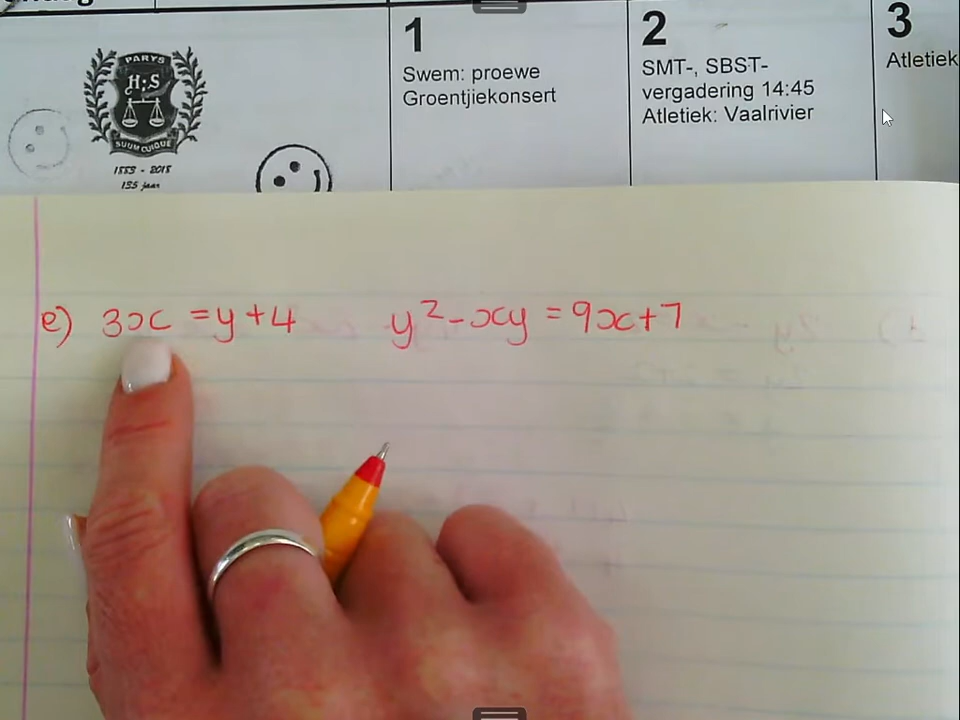 1
Swem: proewe
Groentjiekonsert
2
SMT-, SBST-
vergadering 14:45
Atletiek: Vaalrivier
3
Atletiek
PARYS
H.S
SUUM CUIQUE
1883 - 2018
135 jaar
e) 3x = y + 4 y² - xy = 9x + 7